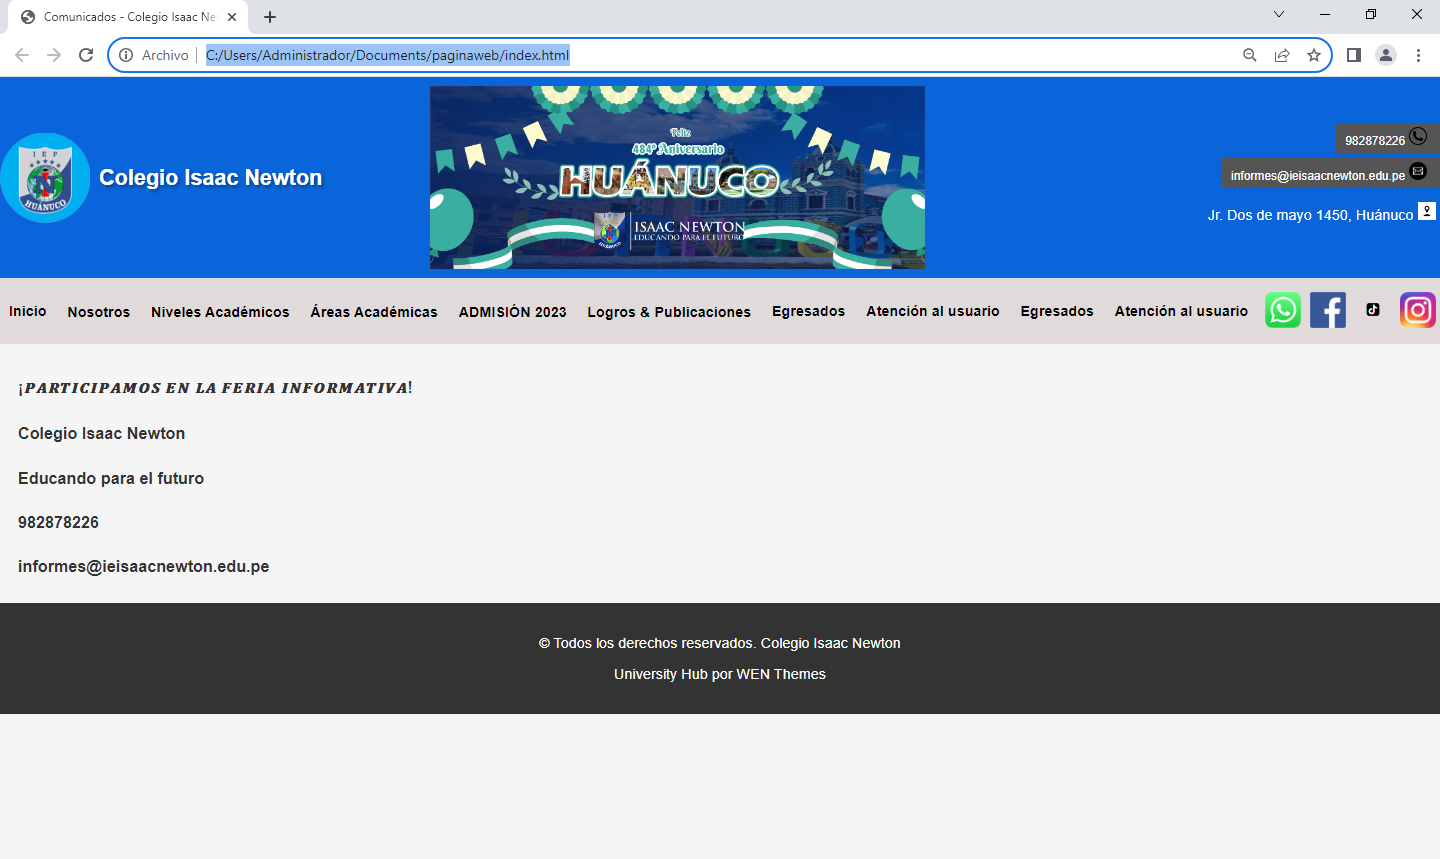 Comunicados - Colegio Isaac Ne
Archivo
C:/Users/Administrador/Documents/paginaweb/index.html
I E P
HUÁNUCO
Colegio Isaac Newton
Feliz
484º Aniversario
HUÁNUCO
ISAAC NEWTON
EDUCANDO PARA EL FUTURO
982878226
informes@ieisaacnewton.edu.pe
Jr. Dos de mayo 1450, Huánuco
Inicio Nosotros Niveles Académicos Áreas Académicas ADMISIÓN 2023 Logros & Publicaciones Egresados Atención al usuario Egresados Atención al usuario
¡PARTICIPAMOS EN LA FERIA INFORMATIVA!
Colegio Isaac Newton
Educando para el futuro
982878226
informes@ieisaacnewton.edu.pe
© Todos los derechos reservados. Colegio Isaac Newton
University Hub por WEN Themes